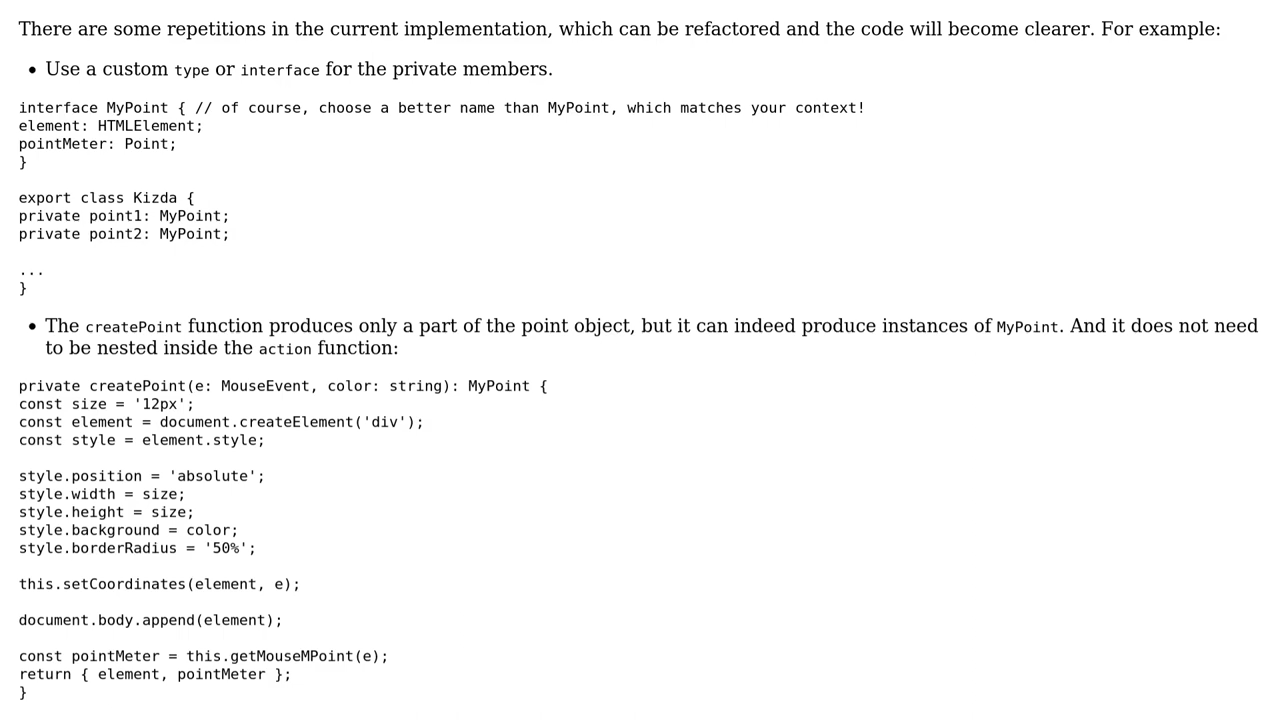 There are some repetitions in the current implementation, which can be refactored and the code will become clearer. For example:
• Use a custom type or interface for the private members.
interface MyPoint { // of course, choose a better name than MyPoint, which matches your context!
element: HTMLElement;
pointMeter: Point;
}
export class Kizda {
private point1: MyPoint;
private point2: MyPoint;
...
}
• The createPoint function produces only a part of the point object, but it can indeed produce instances of MyPoint. And it does not need
to be nested inside the action function:
private createPoint(e: MouseEvent, color: string): MyPoint {
const size = '12px';
const element = document.createElement('div');
const style = element.style;
style.position = 'absolute';
style.width = size;
style.height = size;
style.background = color;
style.borderRadius = '50%';
this.setCoordinates(element, e);
document.body.append(element);
const pointMeter = this.getMouseMPoint(e);
return { element, pointMeter };
}